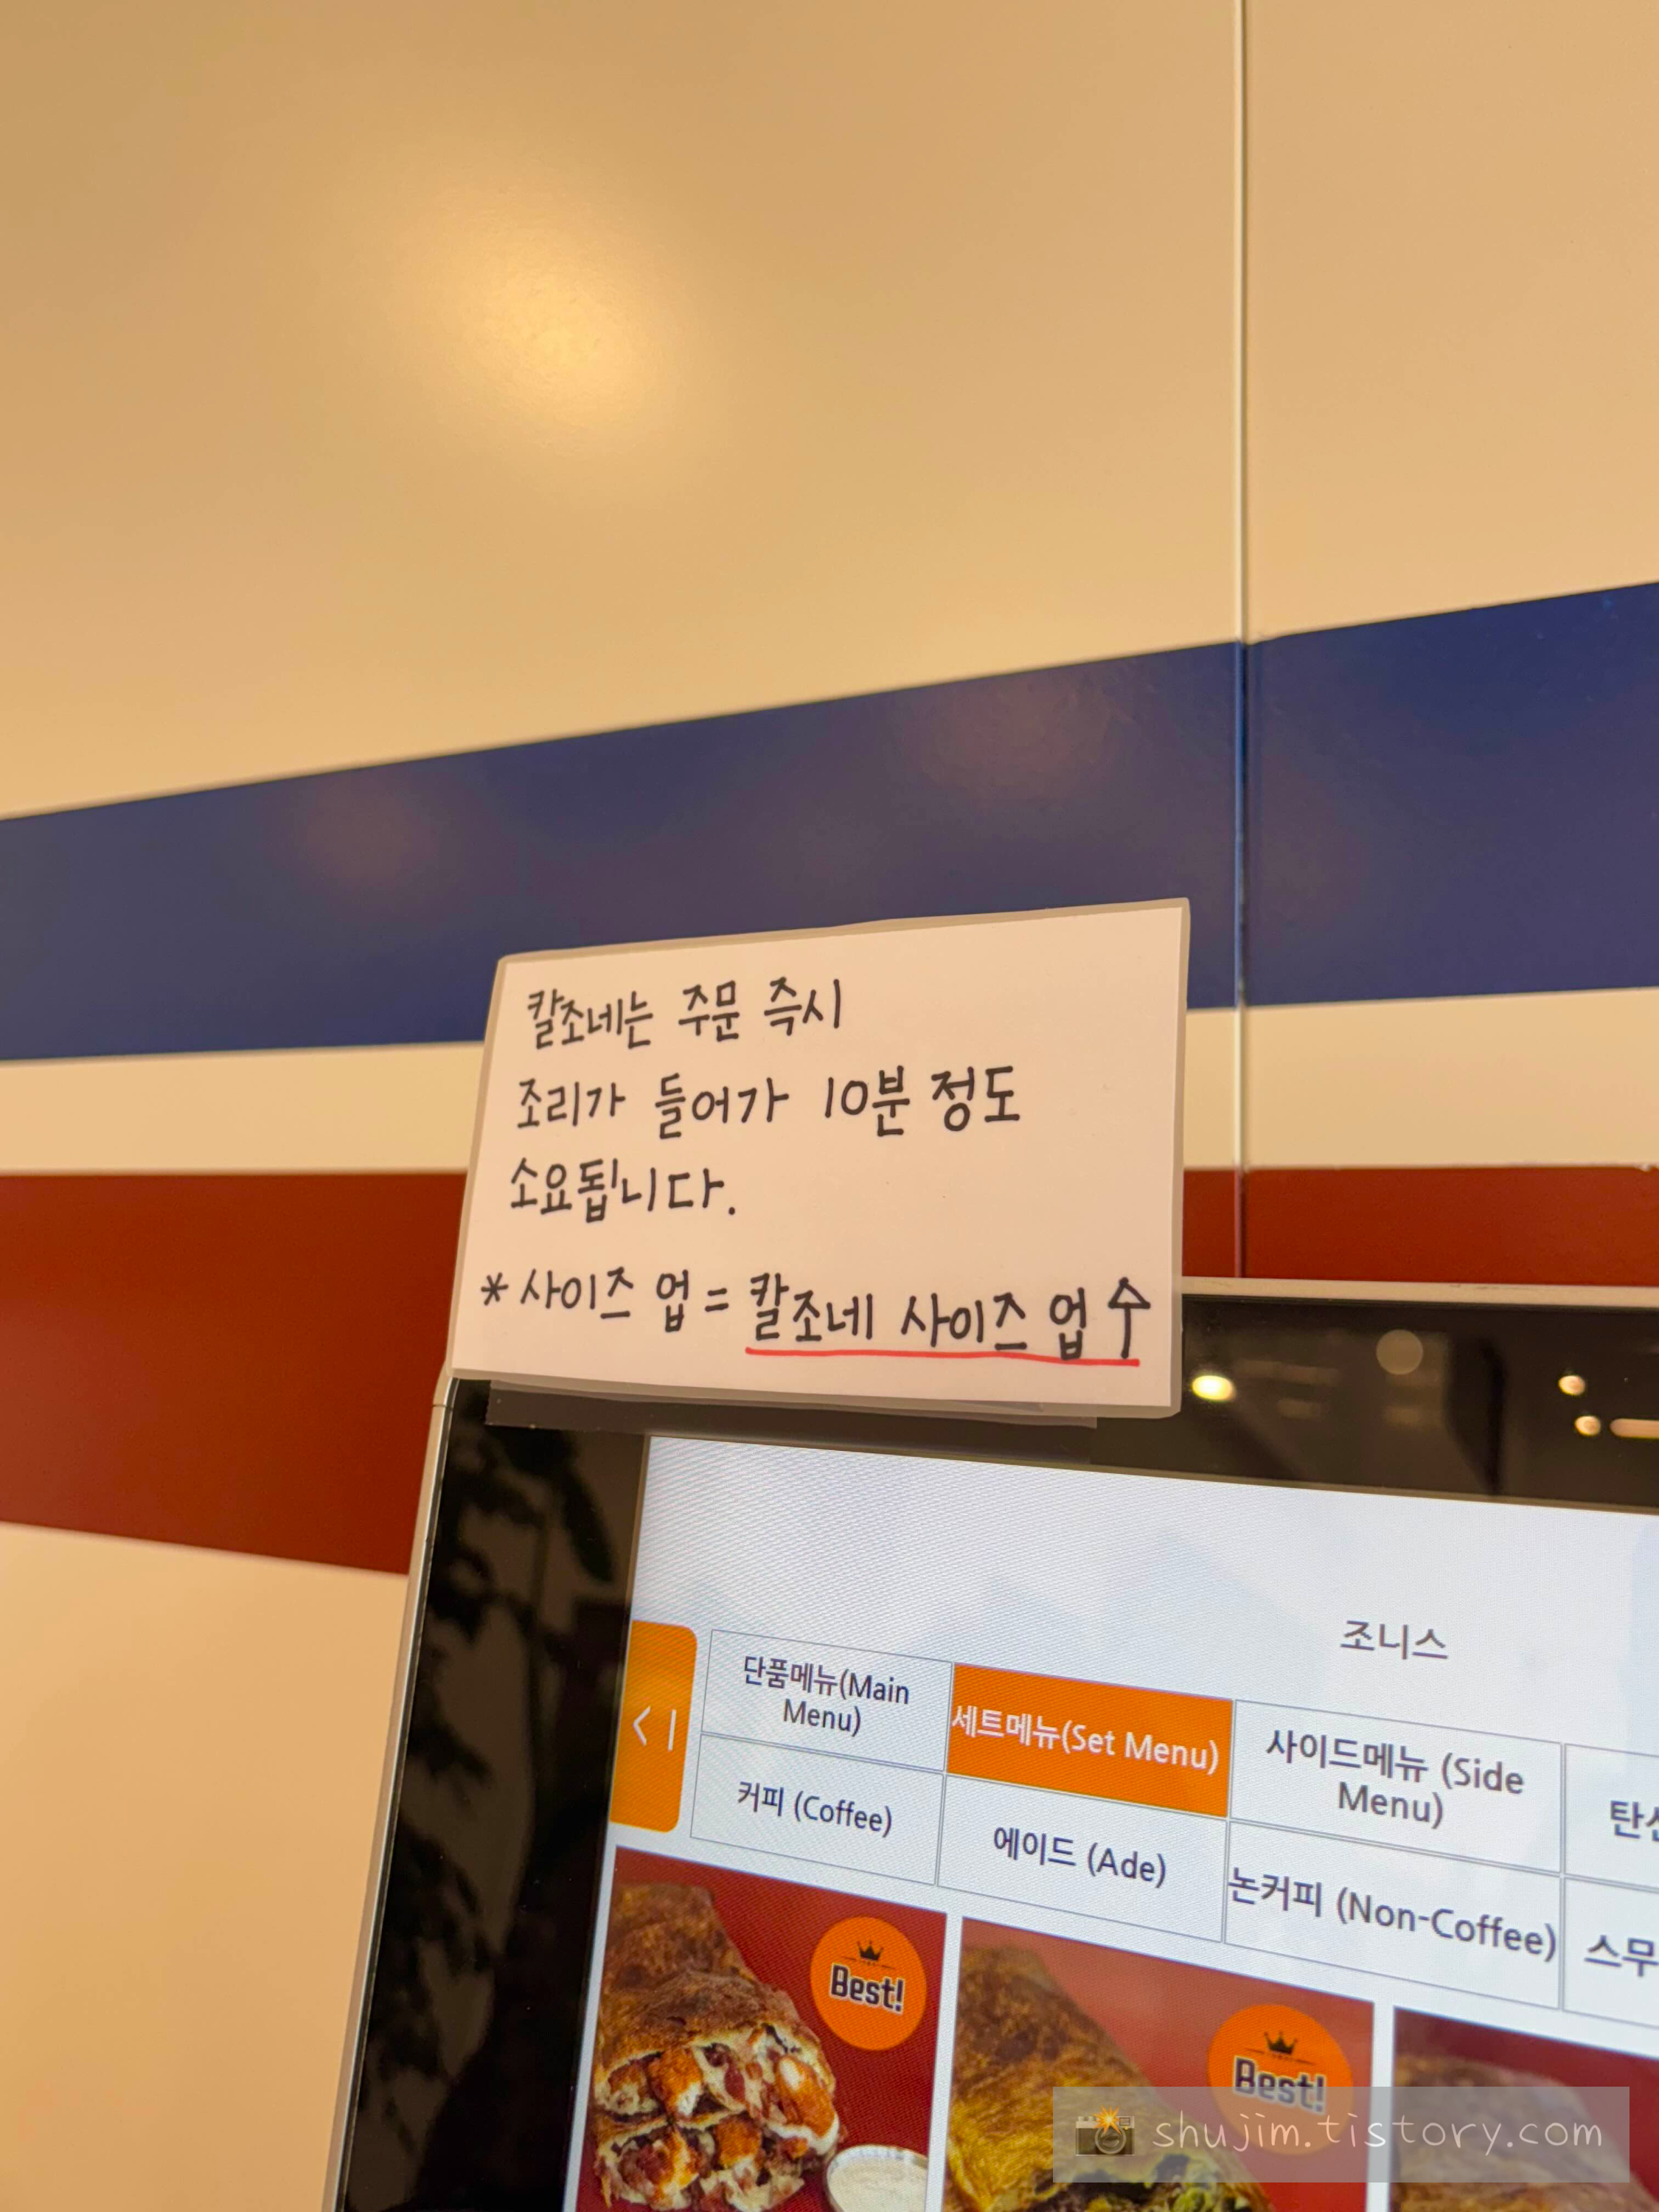 칼조네는 주문 즉시
조리가 들어가 10분 정도
소요됩니다.
* 사이즈 업 = 칼조네 사이즈 업 ↑
조니스
<
단품메뉴(Main
Menu)
세트메뉴(Set Menu)
사이드메뉴 (Side
Menu)
커피 (Coffee)
에이드 (Ade)
논커피 (Non-Coffee)
Best!
Best!
shujim.tistory.com